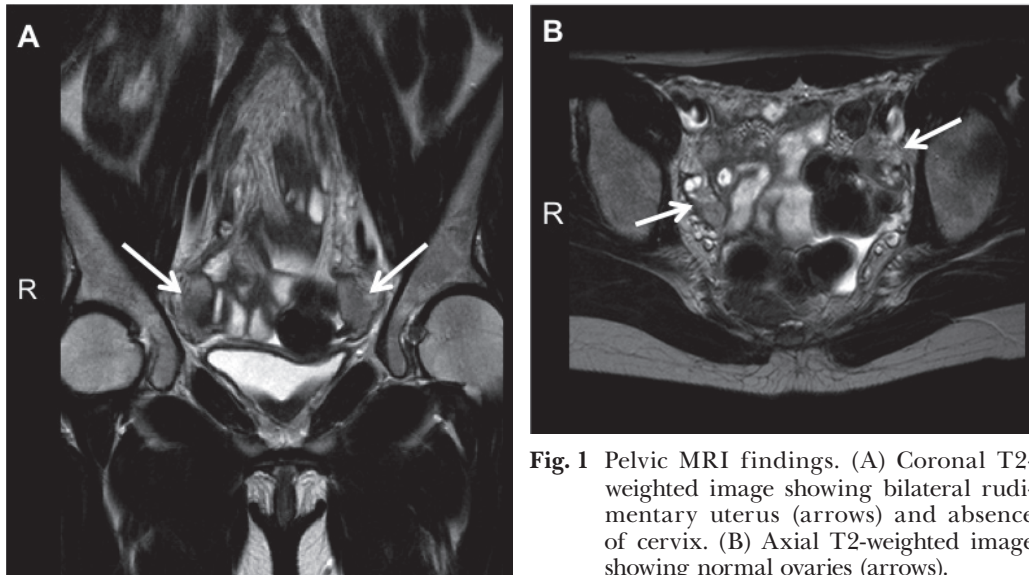 A
R
B
R
Fig. 1 Pelvic MRI findings. (A) Coronal T2-
weighted image showing bilateral rudi-
mentary uterus (arrows) and absence
of cervix. (B) Axial T2-weighted image
showing normal ovaries (arrows).